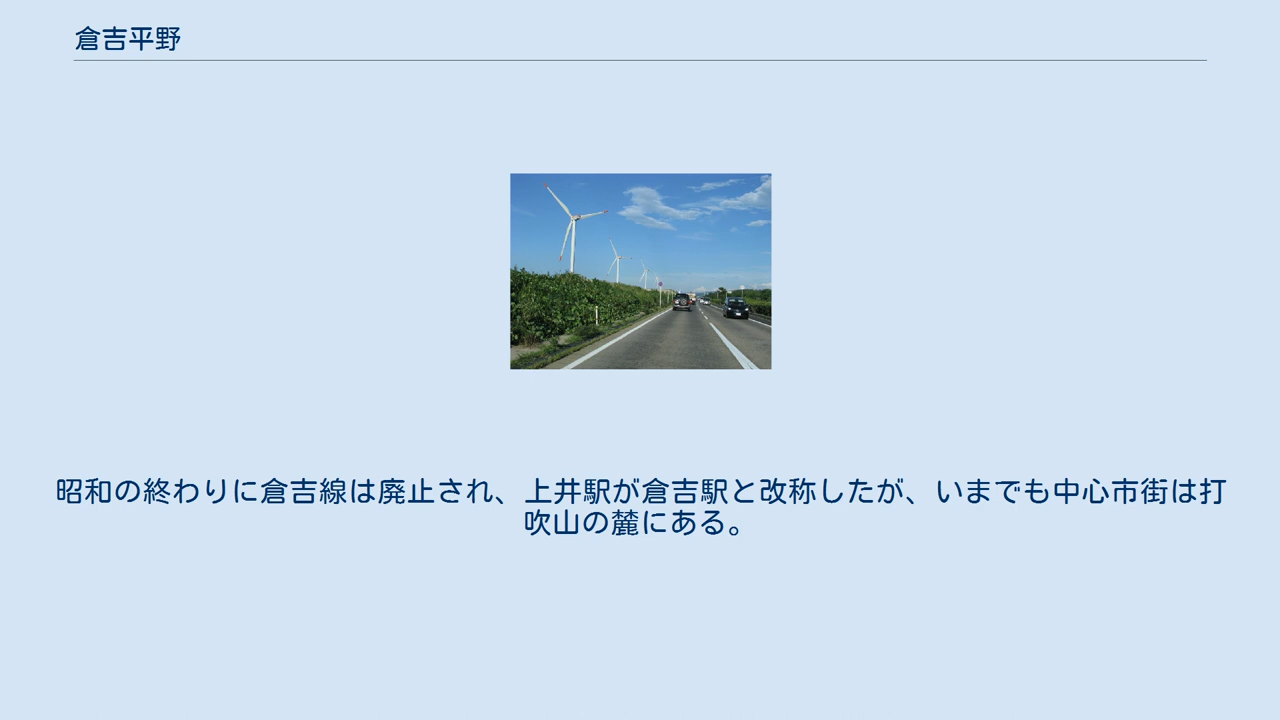 倉吉平野
昭和の終わりに倉吉線は廃止され、上井駅が倉吉駅と改称したが、いまでも中心市街は打
吹山の麓にある。